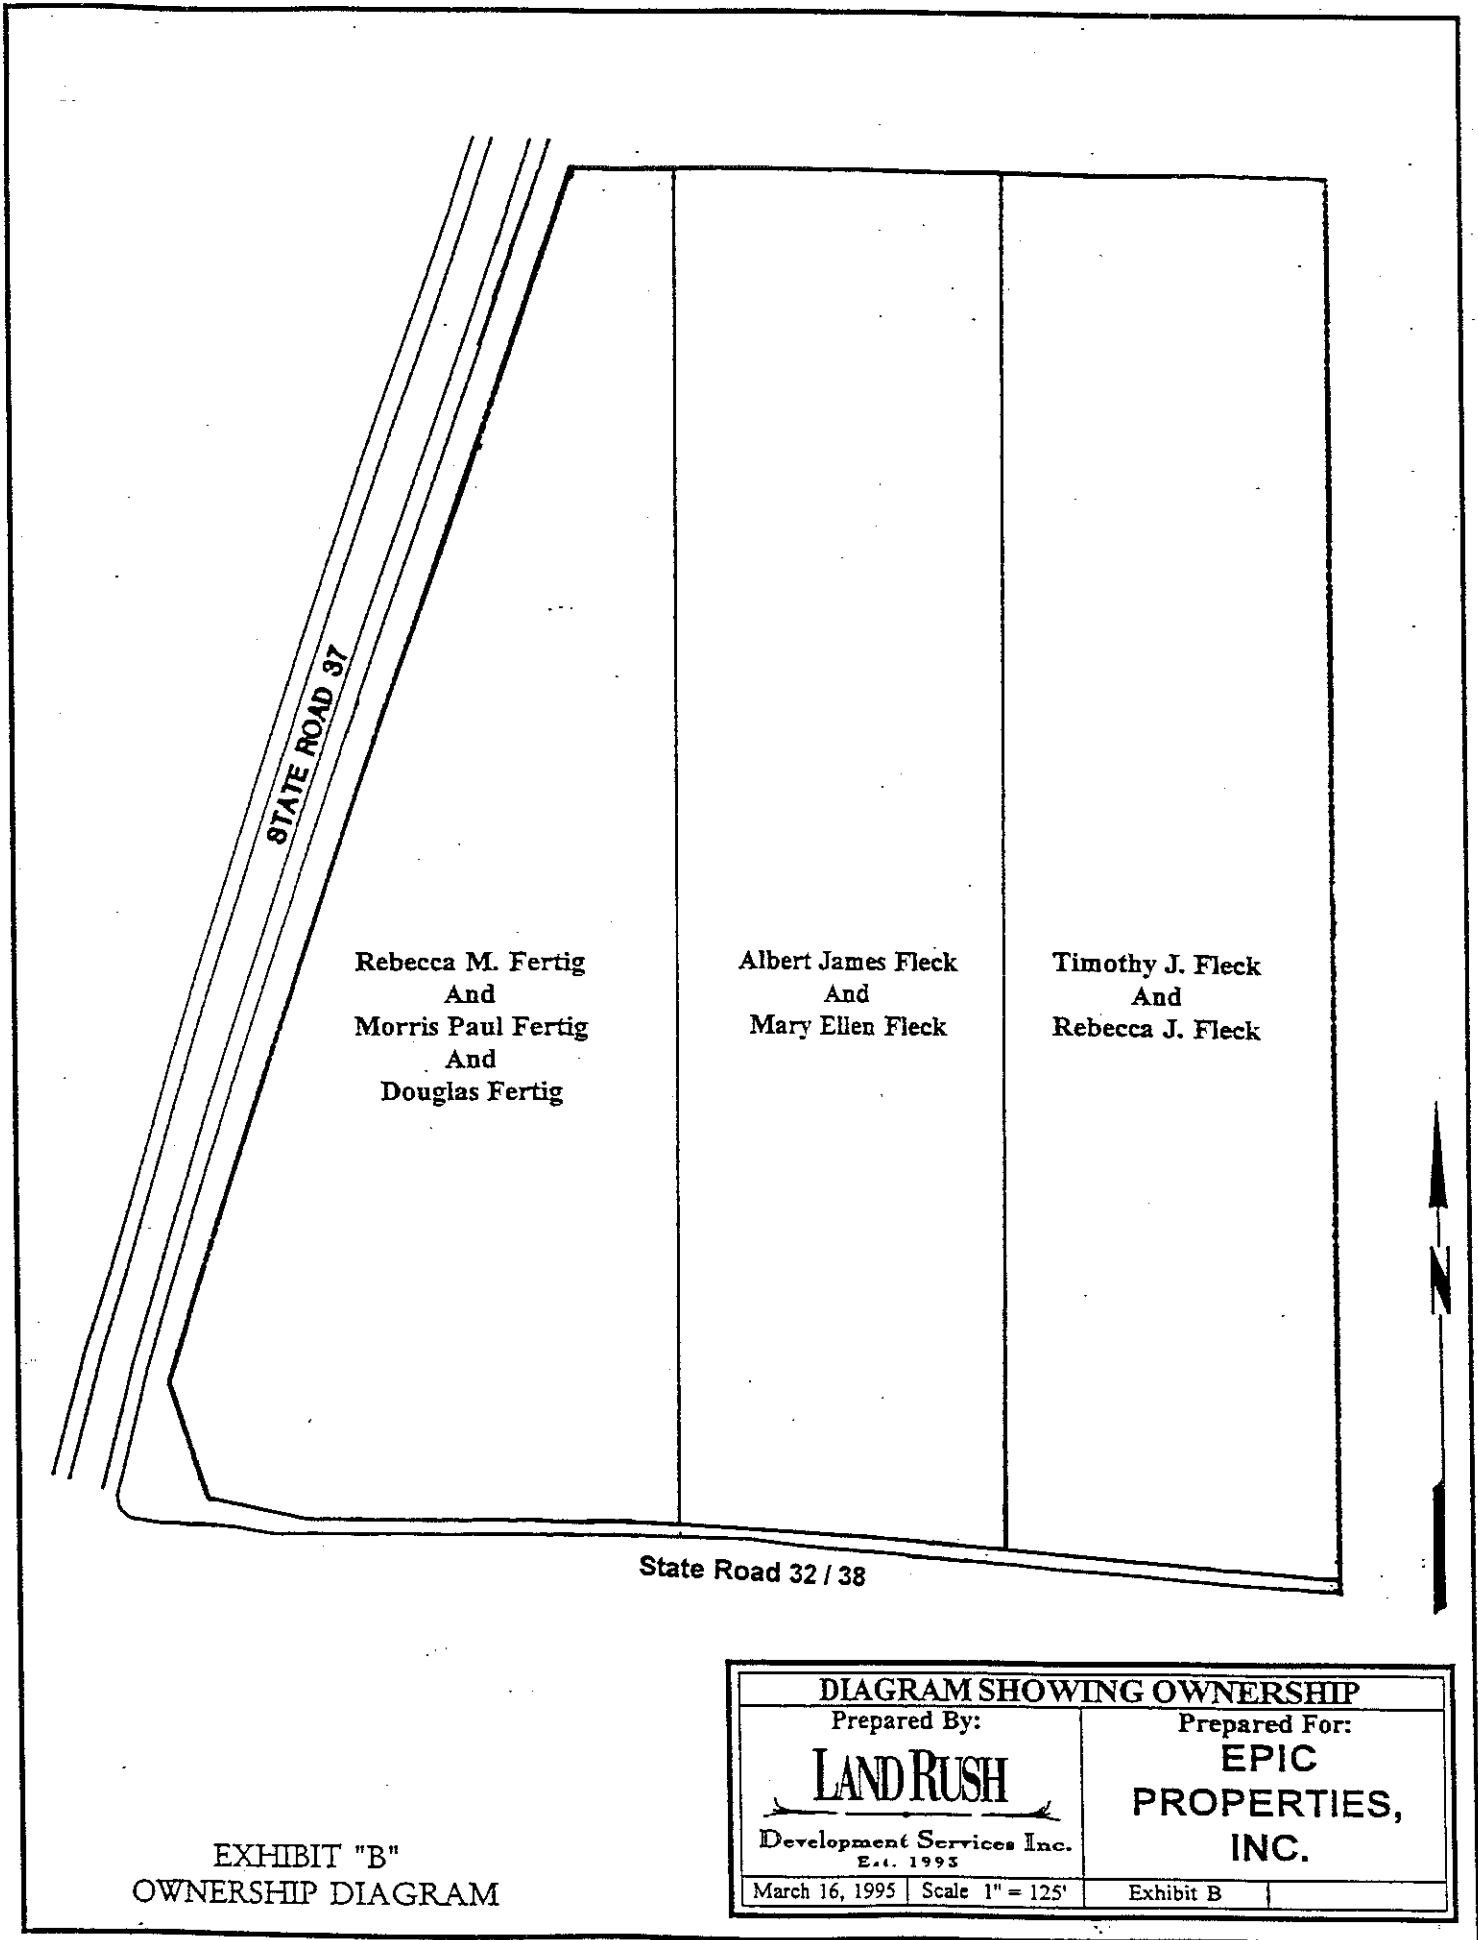 STATE ROAD 37
Rebecca M. Fertig
And
Morris Paul Fertig
And
Douglas Fertig
Albert James Fleck
And
Mary Ellen Fleck
Timothy J. Fleck
And
Rebecca J. Fleck
N
State Road 32 / 38
DIAGRAM SHOWING OWNERSHIP
Prepared By:
LAND RUSH
Development Services Inc.
Est. 1993
March 16, 1995
Scale 1" = 125'
Prepared For:
EPIC
PROPERTIES,
INC.
Exhibit B
EXHIBIT "B"
OWNERSHIP DIAGRAM